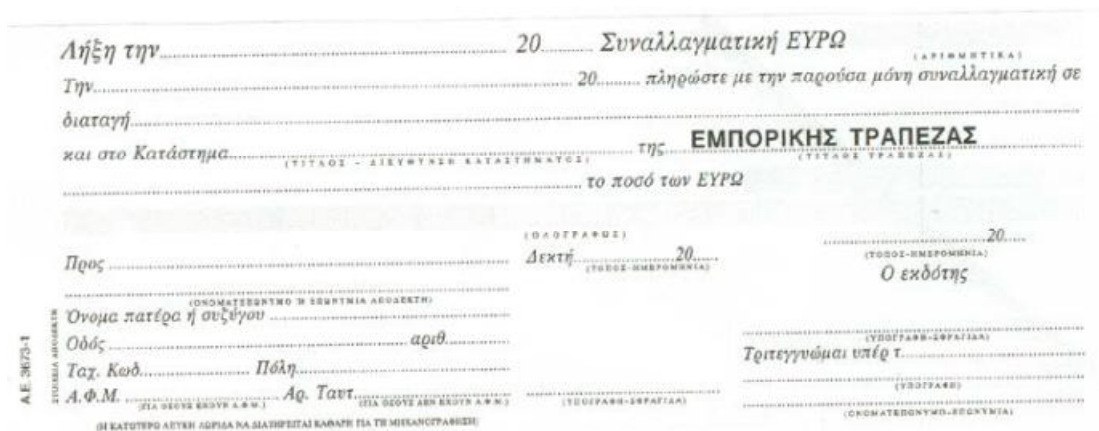 Λήξη την........ 20........ Συναλλαγματική ΕΥΡΩ
(ΑΡΙΘΜΗΤΙΚΑ)
Την........ 20........ πληρώστε με την παρούσα μόνη συναλλαγματική σε
διαταγή........
και στο Κατάστημα........ της ΕΜΠΟΡΙΚΗΣ ΤΡΑΠΕΖΑΣ
(ΤΙΤΛΟΣ - ΔΙΕΥΘΥΝΣΗ ΚΑΤΑΣΤΗΜΑΤΟΣ) (ΤΙΤΛΟΣ ΤΡΑΠΕΖΑΣ)
........ το ποσό των ΕΥΡΩ
(ΟΛΟΓΡΑΦΩΣ)
Προς........ Δεκτή........20........ ........20........
(ΤΟΠΟΣ-ΗΜΕΡΟΜΗΝΙΑ) (ΤΟΠΟΣ-ΗΜΕΡΟΜΗΝΙΑ)
Ο εκδότης
(ΟΝΟΜΑΤΕΠΩΝΥΜΟ Ή ΕΠΩΝΥΜΙΑ ΑΠΟΔΕΚΤΗ)
Όνομα πατέρα ή συζύγου........
Οδός........ αριθ........
(ΥΠΟΓΡΑΦΗ-ΣΦΡΑΓΙΔΑ)
Τριτεγγυώμαι υπέρ τ........
Ταχ. Κωδ........ Πόλη........
(ΥΠΟΓΡΑΦΗ)
Α.Φ.Μ. ........ Αρ. Ταυτ........
(ΓΙΑ ΟΣΟΥΣ ΕΧΟΥΝ Α.Φ.Μ.) (ΓΙΑ ΟΣΟΥΣ ΔΕΝ ΕΧΟΥΝ Α.Φ.Μ.) (ΥΠΟΓΡΑΦΗ-ΣΦΡΑΓΙΔΑ)
(ΟΝΟΜΑΤΕΠΩΝΥΜΟ-ΕΠΩΝΥΜΙΑ)
(Η ΚΑΤΩΤΕΡΩ ΛΕΥΚΗ ΛΩΡΙΔΑ ΝΑ ΔΙΑΤΗΡΕΙΤΑΙ ΚΑΘΑΡΗ ΓΙΑ ΤΗ ΜΗΧΑΝΟΓΡΑΦΗΣΗ)
Α.Ε. 3673-1
ΣΤΟΙΧΕΙΑ ΑΠΟΔΕΚΤΗ